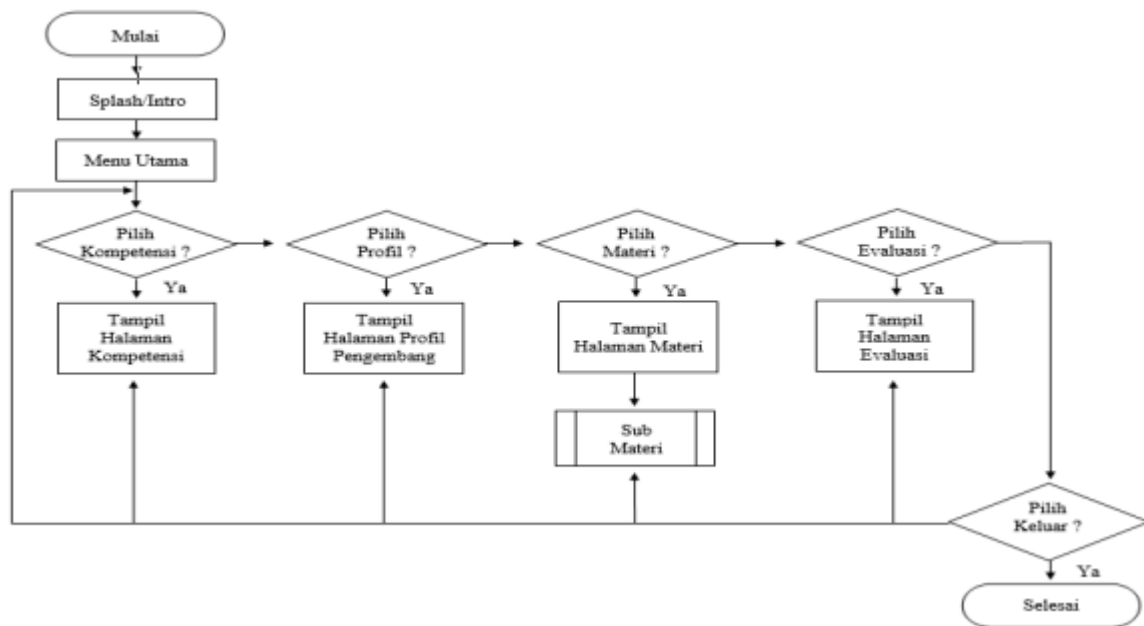 Mulai
Splash/Intro
Menu Utama
Pilih
Kompetensi ?
Pilih
Profil ?
Pilih
Materi ?
Pilih
Evaluasi ?
Ya
Ya
Ya
Ya
Tampil
Halaman
Kompetensi
Tampil
Halaman Profil
Pengembang
Tampil
Halaman Materi
Tampil
Halaman
Evaluasi
Sub
Materi
Pilih
Keluar ?
Ya
Selesai